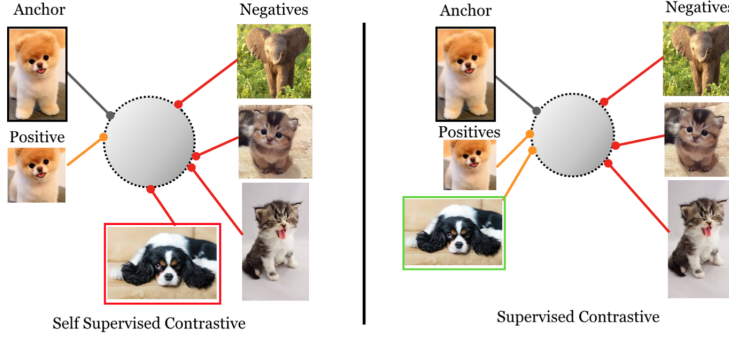 Anchor
Negatives
Positive
Self Supervised Contrastive
Anchor
Negatives
Positives
Supervised Contrastive